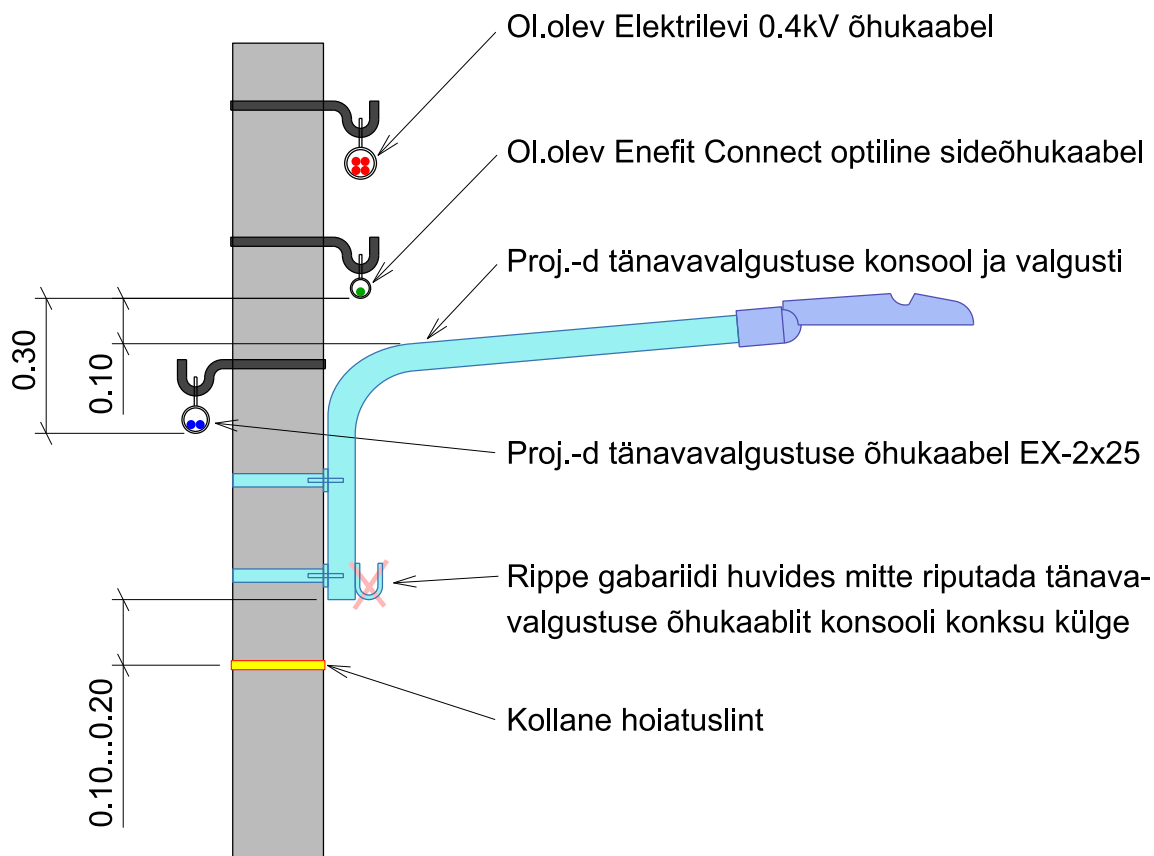 Ol.olev Elektrilevi 0.4kV õhukaabel
Ol.olev Enefit Connect optiline sideõhukaabel
Proj.-d tänavavalgustuse konsool ja valgusti
0.30
0.10
Proj.-d tänavavalgustuse õhukaabel EX-2x25
Rippe gabariidi huvides mitte riputada tänava-
valgustuse õhukaablit konsooli konksu külge
0.10...0.20
Kollane hoiatuslint